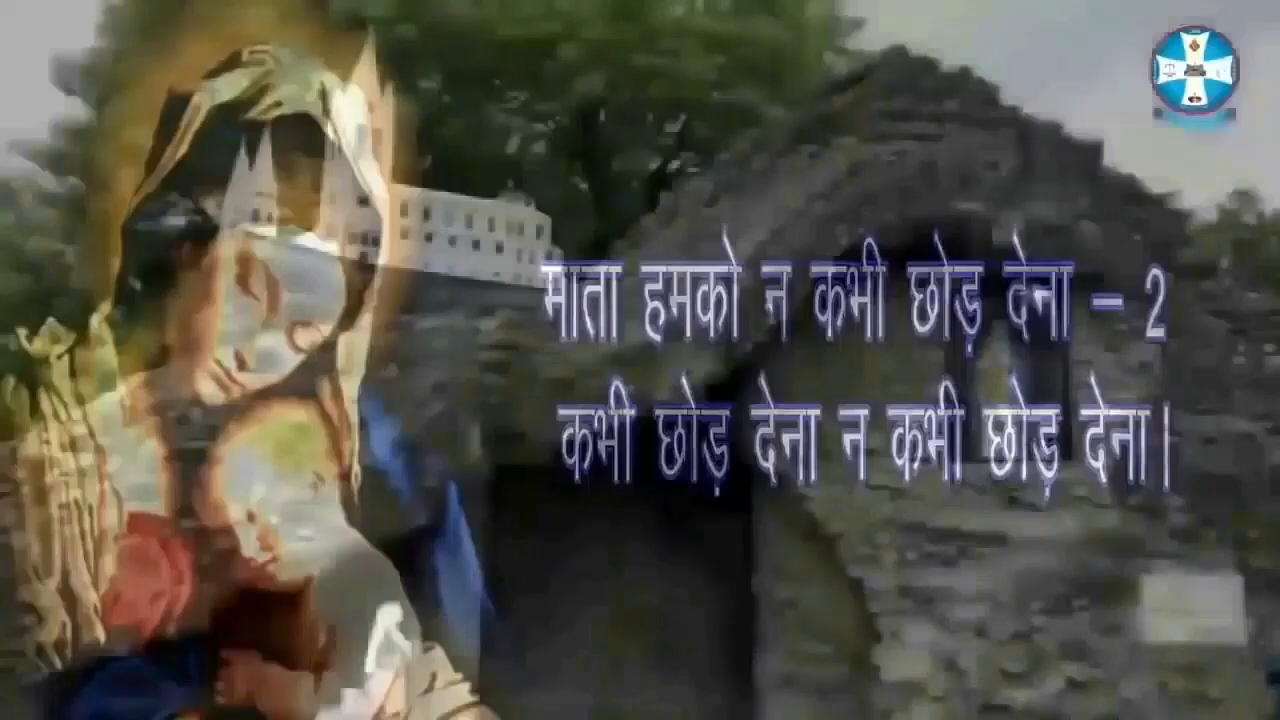 माता हमको न कभी छोड़ देना – 2
कभी छोड़ देना न कभी छोड़ देना।